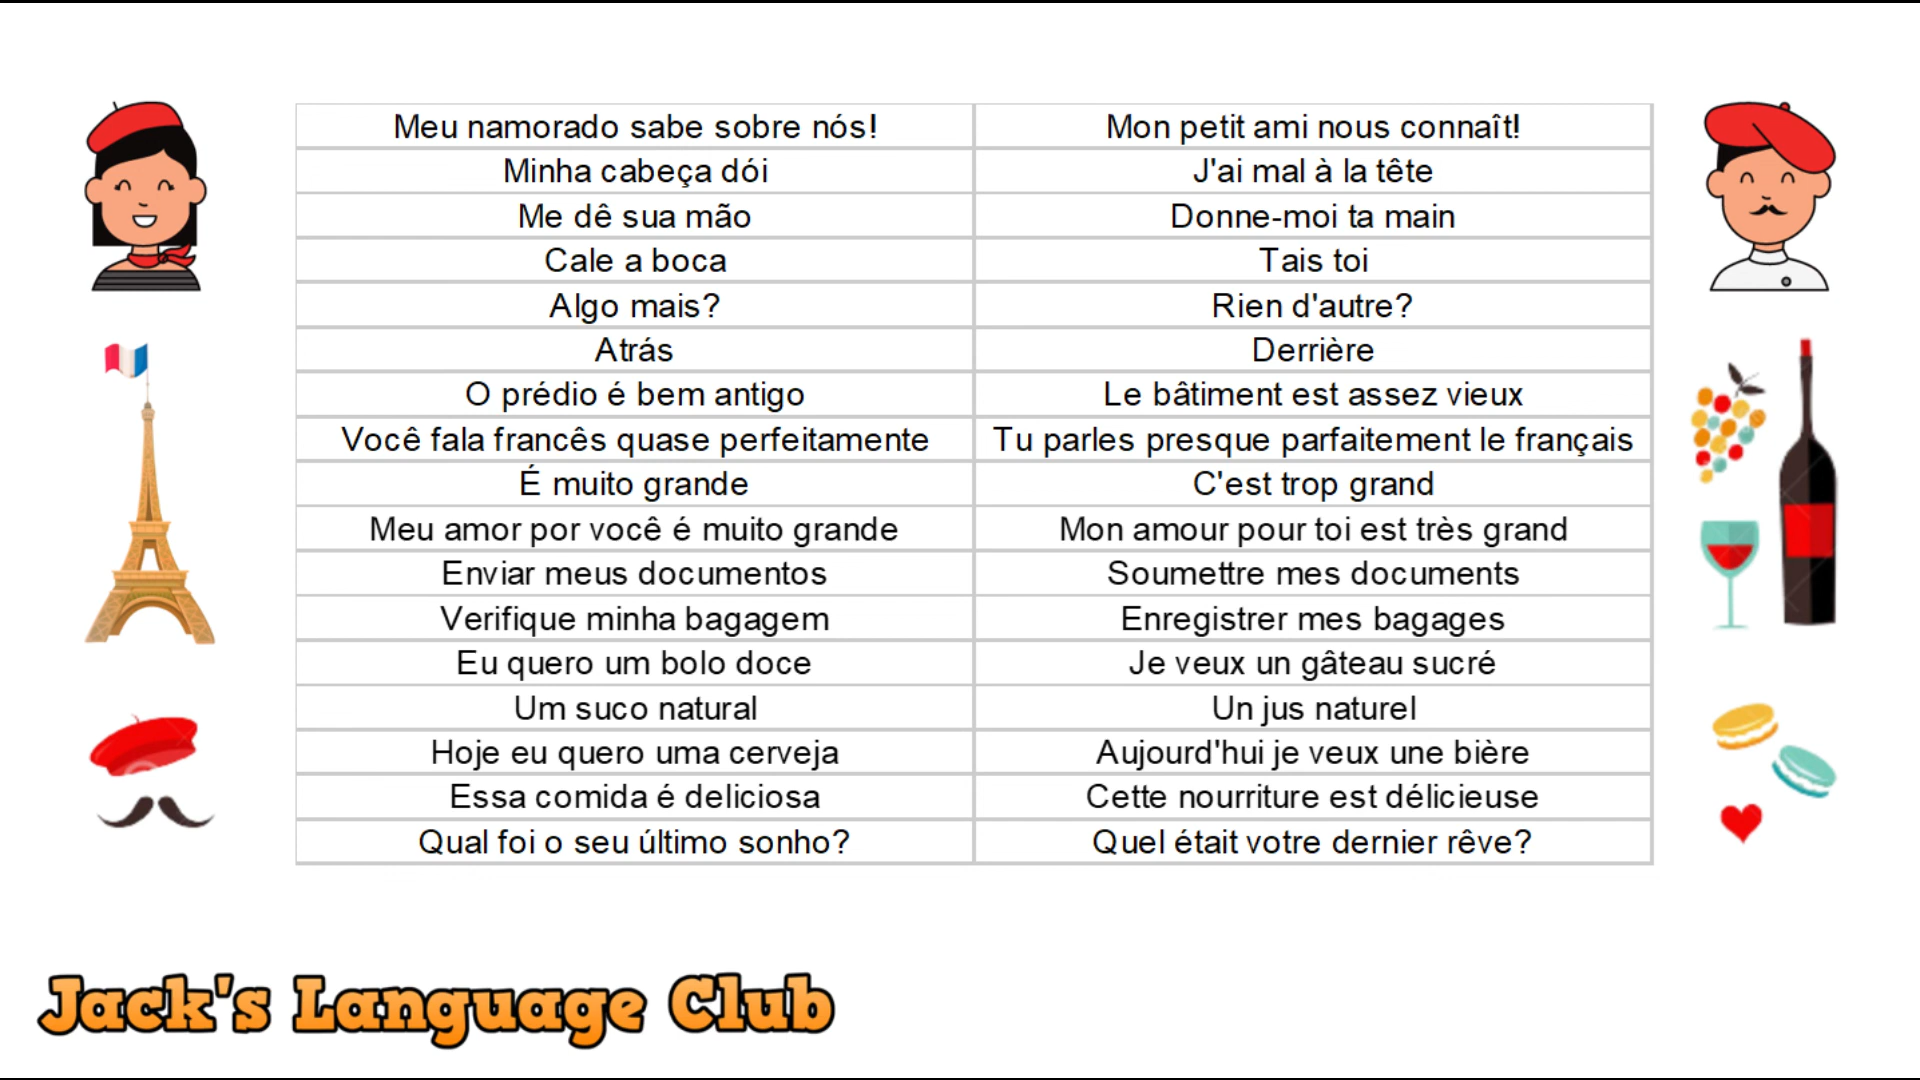 Meu namorado sabe sobre nós! Mon petit ami nous connaît!
Minha cabeça dói J'ai mal à la tête
Me dê sua mão Donne-moi ta main
Cale a boca Tais toi
Algo mais? Rien d'autre?
Atrás Derrière
O prédio é bem antigo Le bâtiment est assez vieux
Você fala francês quase perfeitamente Tu parles presque parfaitement le français
É muito grande C'est trop grand
Meu amor por você é muito grande Mon amour pour toi est très grand
Enviar meus documentos Soumettre mes documents
Verifique minha bagagem Enregistrer mes bagages
Eu quero um bolo doce Je veux un gâteau sucré
Um suco natural Un jus naturel
Hoje eu quero uma cerveja Aujourd'hui je veux une bière
Essa comida é deliciosa Cette nourriture est délicieuse
Qual foi o seu último sonho? Quel était votre dernier rêve?
Jack's Language Club